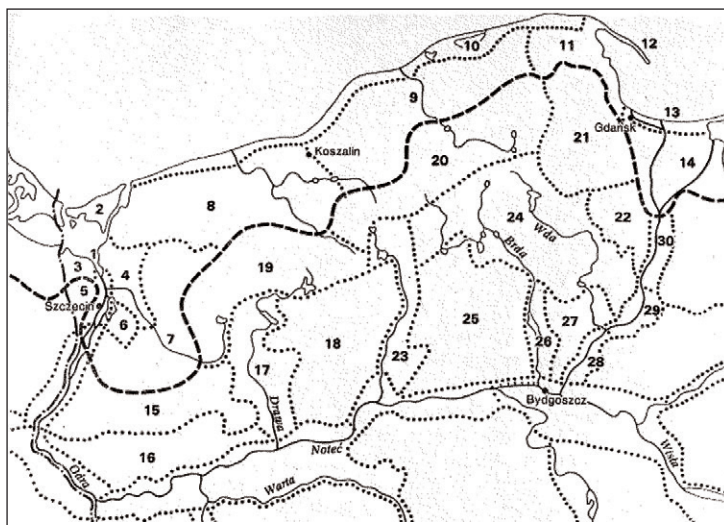 10
11
12
9
13
Gdańsk
Koszalin
20
21
14
2
8
24
Wda
22
Brda
1
3
4
19
30
5
Szczecin
6
29
7
18
25
27
17
23
26
28
15
Drawa
Bydgoszcz
16
Noteć
Odra
Warta
Wisła